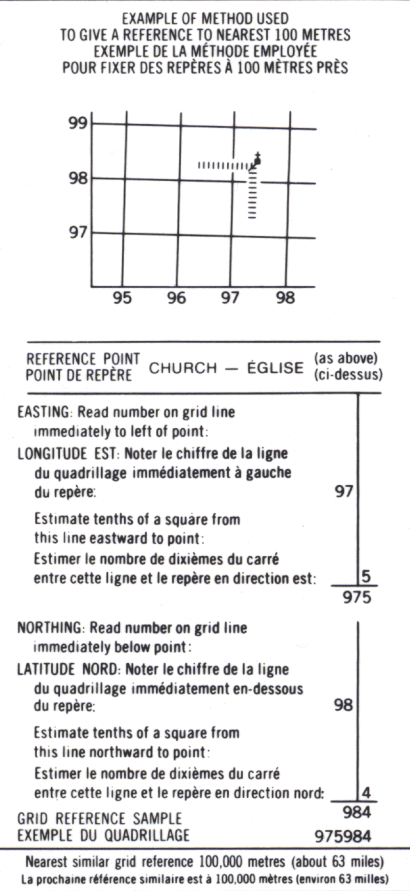 EXAMPLE OF METHOD USED
TO GIVE A REFERENCE TO NEAREST 100 METRES
EXEMPLE DE LA MÉTHODE EMPLOYÉE
POUR FIXER DES REPÈRES À 100 MÈTRES PRÈS
99
98
97
95 96 97 98
REFERENCE POINT
POINT DE REPÈRE
CHURCH — ÉGLISE
(as above)
(ci-dessus)
EASTING: Read number on grid line
immediately to left of point:
LONGITUDE EST: Noter le chiffre de la ligne
du quadrillage immédiatement à gauche
du repère: 97
Estimate tenths of a square from
this line eastward to point:
Estimer le nombre de dixièmes du carré
entre cette ligne et le repère en direction est: 5
975
NORTHING: Read number on grid line
immediately below point:
LATITUDE NORD: Noter le chiffre de la ligne
du quadrillage immédiatement en-dessous
du repère: 98
Estimate tenths of a square from
this line northward to point:
Estimer le nombre de dixièmes du carré
entre cette ligne et le repère en direction nord: 4
984
GRID REFERENCE SAMPLE
EXEMPLE DU QUADRILLAGE 975984
Nearest similar grid reference 100,000 metres (about 63 miles)
La prochaine référence similaire est à 100,000 mètres (environ 63 milles)